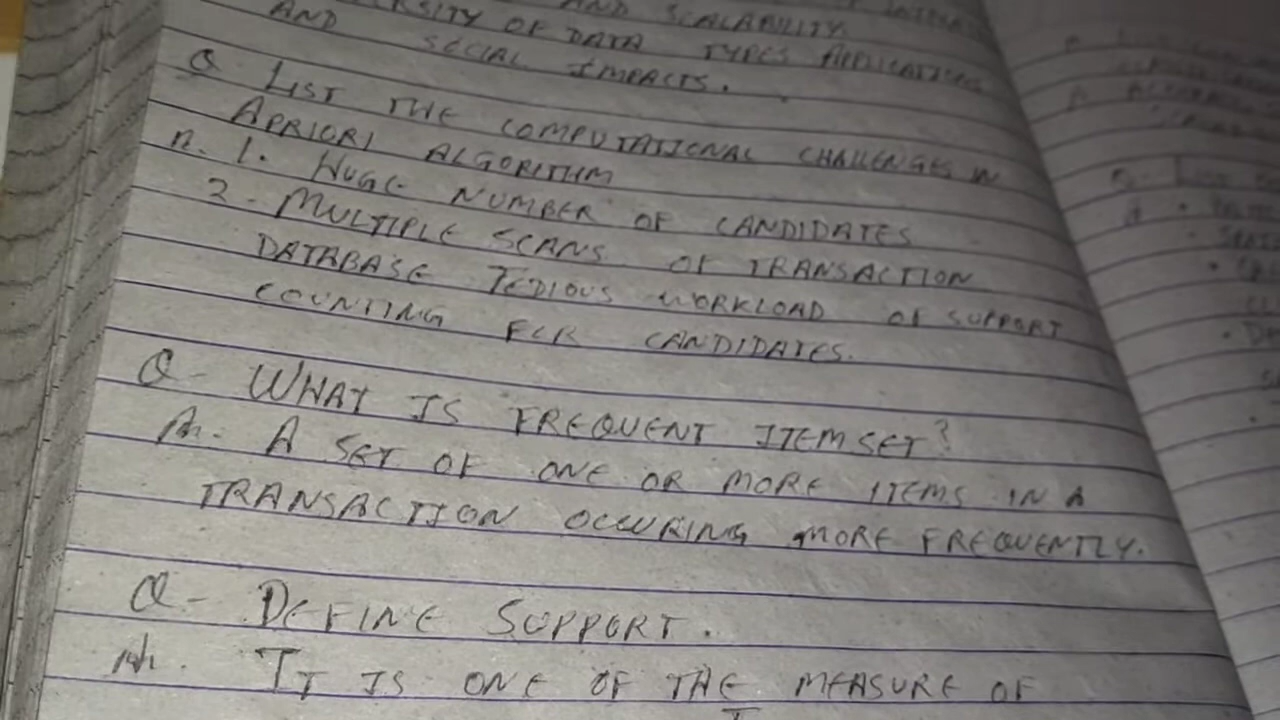 AND SCALABILITY
OF DATA TYPES APPLICATIONS
AND SOCIAL IMPACTS.
Q LIST THE COMPUTATIONAL CHALLENGES IN
APRIORI ALGORITHM
A. 1. HUGE NUMBER OF CANDIDATES
2. MULTIPLE SCANS OF TRANSACTION
DATABASE TEDIOUS WORKLOAD OF SUPPORT
COUNTING FOR CANDIDATES.
Q- WHAT IS FREQUENT ITEMSET?
A. A SET OF ONE OR MORE ITEMS IN A
TRANSACTION OCCURING MORE FREQUENTLY.
Q- DEFINE SUPPORT.
A. IT IS ONE OF THE MEASURE OF